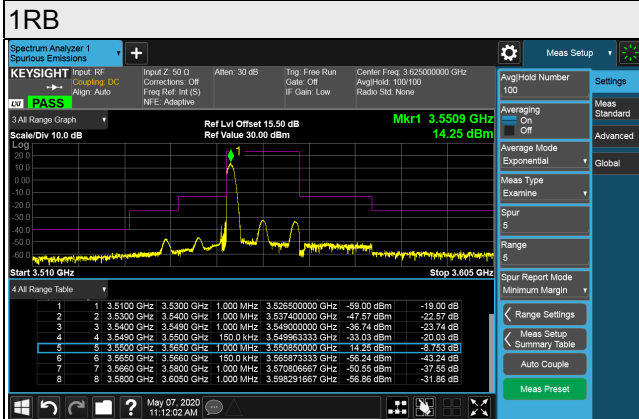 1RB
Spectrum Analyzer 1
Spurious Emissions
Meas Setup
KEYSIGHT Input: RF
Coupling: DC
Align: Auto
Input Z: 50 Ω
Corrections: Off
Freq Ref: Int (S)
NFE: Adaptive
Atten: 30 dB
Trig: Free Run
Gate: Off
IF Gain: Low
Center Freq: 3.625000000 GHz
Avg|Hold: 100/100
Radio Std: None
LXI PASS
3 All Range Graph
Scale/Div 10.0 dB
Ref Lvl Offset 15.50 dB
Ref Value 30.00 dBm
Mkr1 3.5509 GHz
14.25 dBm
Log
20.0
10.0
0.00
-10.0
-20.0
-30.0
-40.0
-50.0
-60.0
1
Start 3.510 GHz
Stop 3.605 GHz
4 All Range Table
1 1 3.5100 GHz 3.5300 GHz 1.000 MHz 3.526500000 GHz -59.00 dBm -19.00 dB
2 2 3.5300 GHz 3.5400 GHz 1.000 MHz 3.537400000 GHz -47.57 dBm -22.57 dB
3 3 3.5400 GHz 3.5490 GHz 1.000 MHz 3.549000000 GHz -36.74 dBm -23.74 dB
4 4 3.5490 GHz 3.5500 GHz 150.0 kHz 3.549963333 GHz -33.03 dBm -20.03 dB
5 5 3.5500 GHz 3.5650 GHz 1.000 MHz 3.550850000 GHz 14.25 dBm -8.753 dB
6 6 3.5650 GHz 3.5660 GHz 150.0 kHz 3.565873333 GHz -56.24 dBm -43.24 dB
7 7 3.5660 GHz 3.5800 GHz 1.000 MHz 3.570806667 GHz -50.55 dBm -37.55 dB
8 8 3.5800 GHz 3.6050 GHz 1.000 MHz 3.598291667 GHz -56.86 dBm -31.86 dB
Avg|Hold Number
100
Averaging
On
Off
Average Mode
Exponential
Meas Type
Examine
Spur
5
Range
5
Spur Report Mode
Minimum Margin
Range Settings
Meas Setup
Summary Table
Auto Couple
Meas Preset
Settings
Meas
Standard
Advanced
Global
May 07, 2020
11:12:02 AM